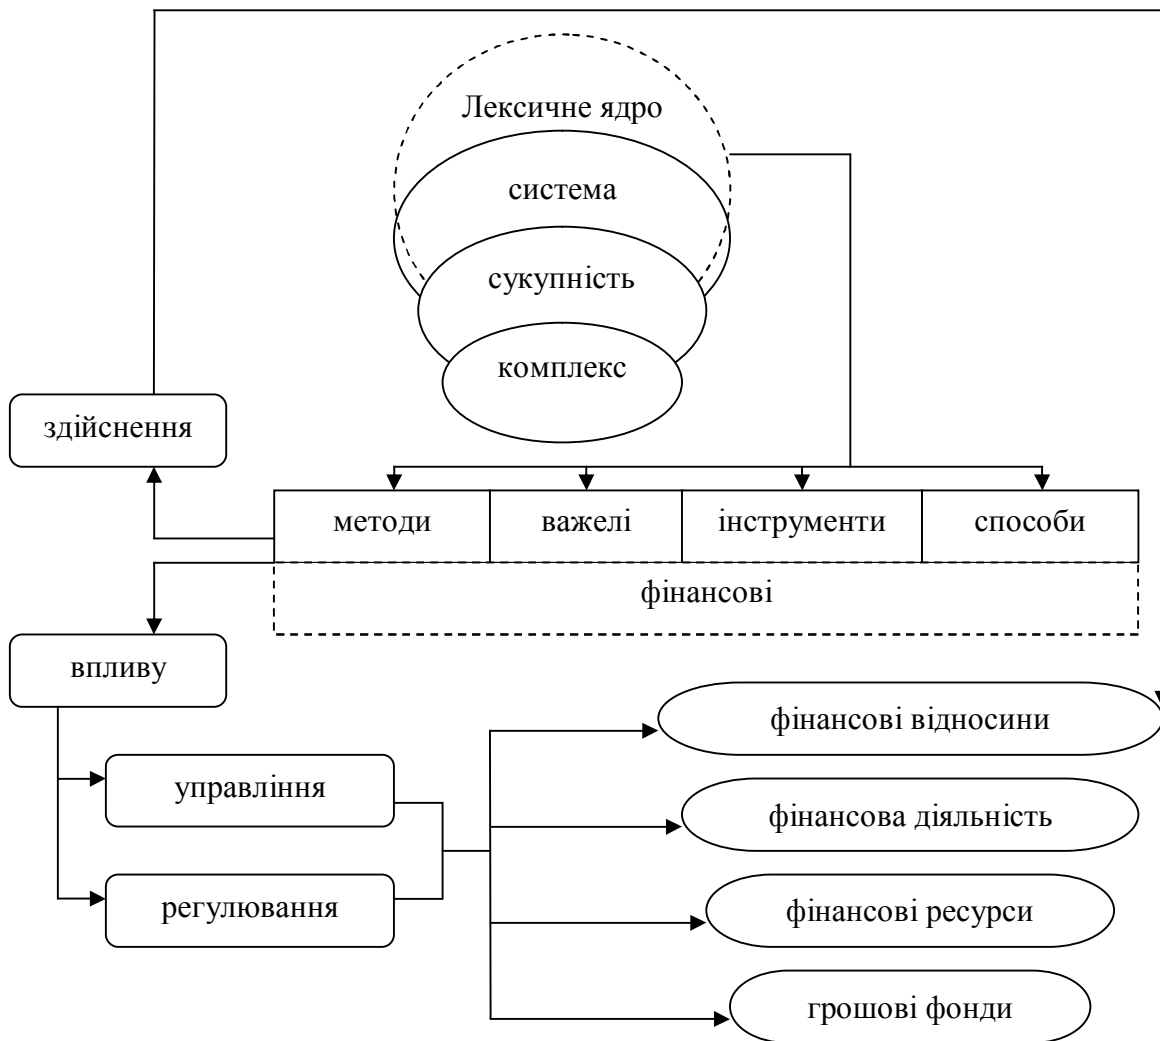 Лексичне ядро
система
сукупність
комплекс
здійснення
методи
важелі
інструменти
способи
фінансові
впливу
фінансові відносини
управління
фінансова діяльність
регулювання
фінансові ресурси
грошові фонди